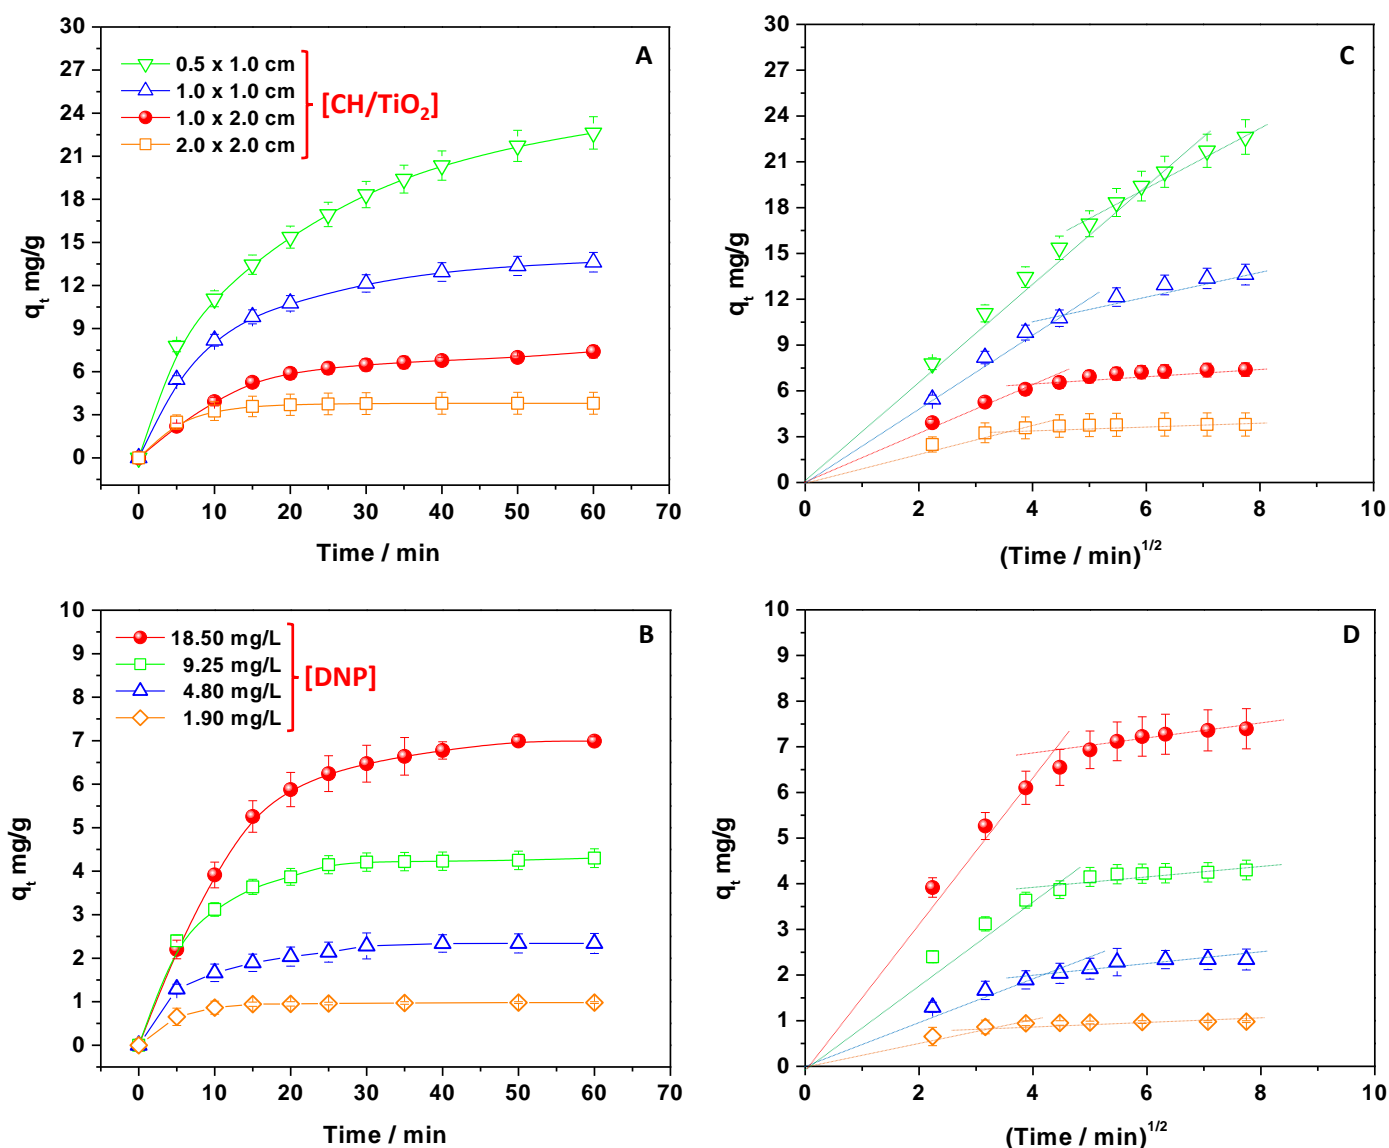 A
0.5 x 1.0 cm
1.0 x 1.0 cm
1.0 x 2.0 cm
2.0 x 2.0 cm
[CH/TiO2]
30
27
24
21
18
15
12
9
6
3
0
qt mg/g
0 10 20 30 40 50 60 70
Time / min
C
30
27
24
21
18
15
12
9
6
3
0
qt mg/g
0 2 4 6 8 10
(Time / min)1/2
B
18.50 mg/L
9.25 mg/L
4.80 mg/L
1.90 mg/L
[DNP]
10
9
8
7
6
5
4
3
2
1
0
qt mg/g
0 10 20 30 40 50 60 70
Time / min
D
10
9
8
7
6
5
4
3
2
1
0
qt mg/g
0 2 4 6 8 10
(Time / min)1/2